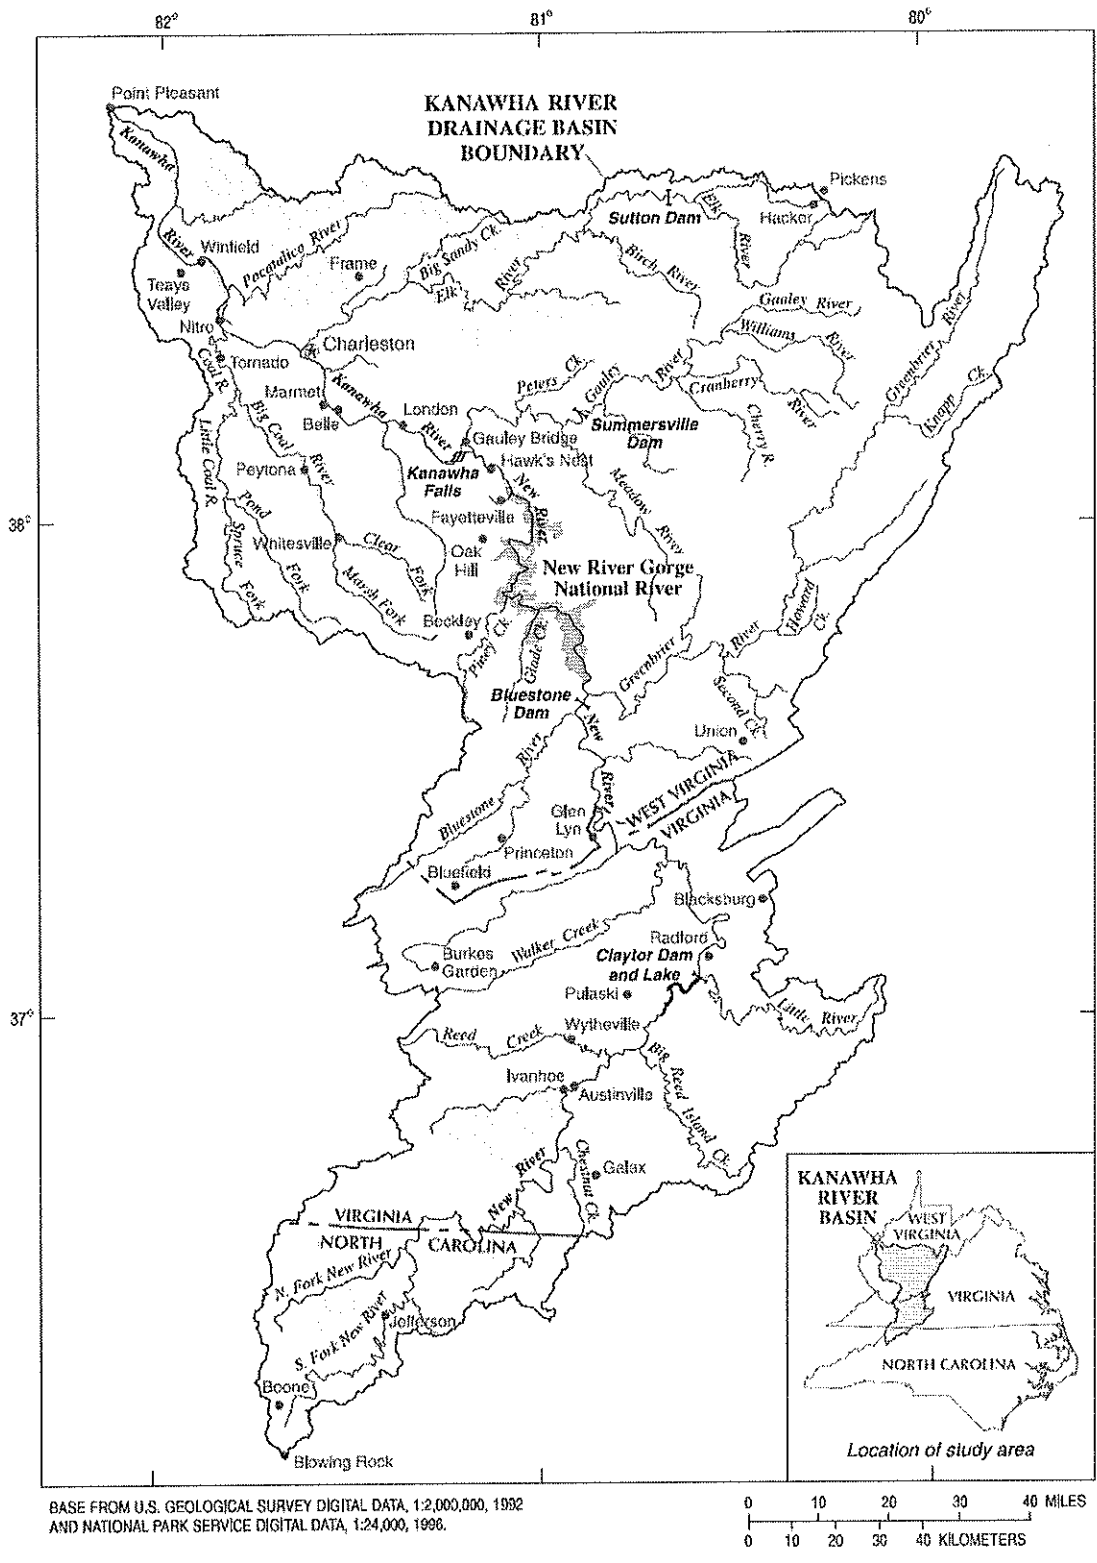 82°
81°
80°
Point Pleasant
KANAWHA RIVER
DRAINAGE BASIN
BOUNDARY
Kanawha
River
Pickens
Hacker
Sutton Dam
Elk
River
Winfield
Pocatalico River
Frame
Big Sandy Ck.
Elk
River
Birch River
Teays
Valley
Gauley River
Williams
River
Nitro
Tornado
Coal R.
Charleston
Greenbrier
River
Knapp
Ck.
Marmet
Belle
Kanawha
River
London
Peters Ck.
Gauley
River
Cranberry
River
Cherry R.
Summersville
Dam
Little Coal R.
Big Coal
River
Peytona
Gauley Bridge
Hawk's Nest
Kanawha
Falls
New
River
Fayetteville
Meadow
River
38°
Pond
Fork
Spruce
Fork
Whitesville
Clear
Fork
Marsh Fork
Oak
Hill
New River Gorge
National River
Howard
Ck.
Beckley
Piney Ck.
Glade Ck.
Greenbrier
River
Bluestone
Dam
Second Ck.
Union
New
River
Bluestone
River
WEST VIRGINIA
VIRGINIA
Glen
Lyn
Princeton
Bluefield
Blacksburg
Walker Creek
Radford
Burkes
Garden
Claytor Dam
and Lake
Pulaski
Little River
37°
Reed Creek
Wytheville
Big
Reed Island Ck.
Ivanhoe
Austinville
New River
Chestnut Ck.
Galax
VIRGINIA
NORTH CAROLINA
N. Fork New River
S. Fork New River
Jefferson
Boone
Blowing Rock
KANAWHA
RIVER
BASIN
WEST
VIRGINIA
VIRGINIA
NORTH CAROLINA
Location of study area
BASE FROM U.S. GEOLOGICAL SURVEY DIGITAL DATA, 1:2,000,000, 1992
AND NATIONAL PARK SERVICE DIGITAL DATA, 1:24,000, 1996.
0 10 20 30 40 MILES
0 10 20 30 40 KILOMETERS